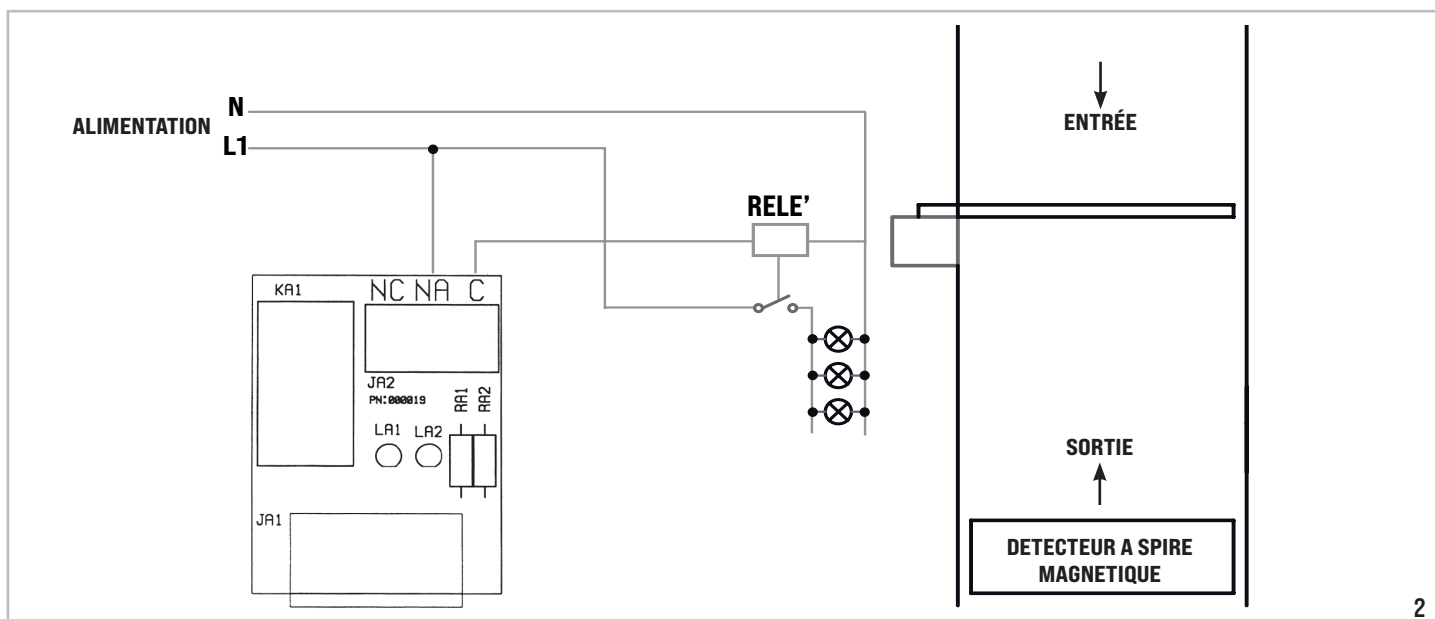 ALIMENTATION
N
L1
RELE’
ENTRÉE
KA1
NC NA C
JA2
PN:000019
RA1
RA2
LA1 LA2
JA1
SORTIE
DETECTEUR A SPIRE
MAGNETIQUE
2